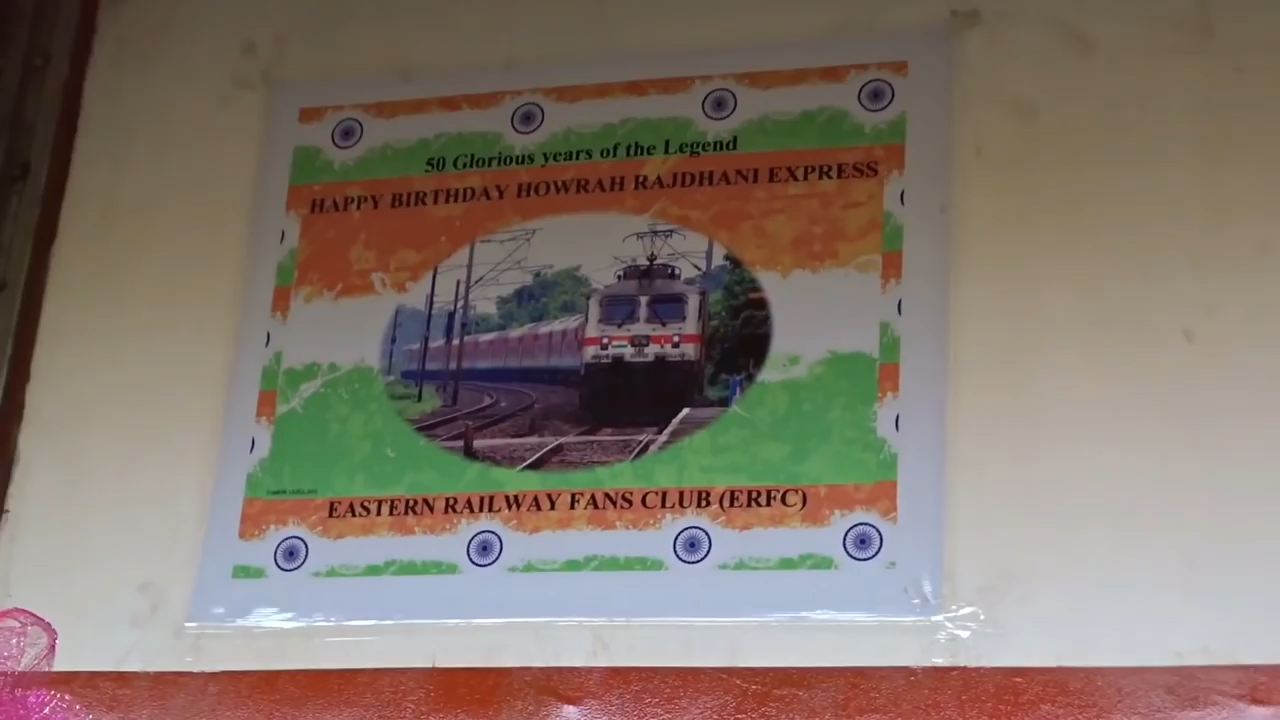 50 Glorious years of the Legend
HAPPY BIRTHDAY HOWRAH RAJDHANI EXPRESS
EASTERN RAILWAY FANS CLUB (ERFC)